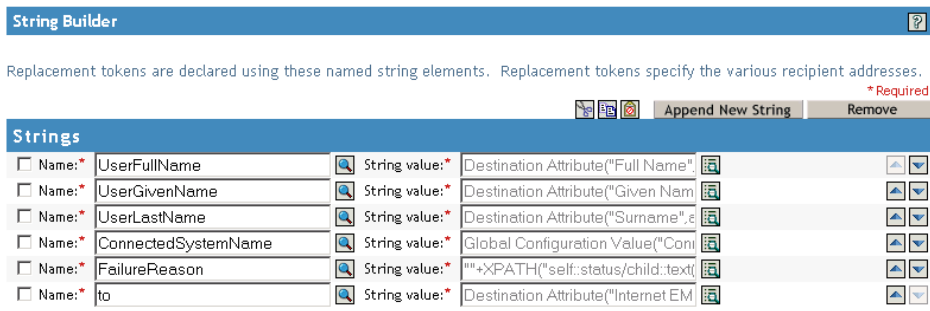 String Builder
?
Replacement tokens are declared using these named string elements. Replacement tokens specify the various recipient addresses.
*Required
Append New String Remove
Strings
Name:* UserFullName String value:* Destination Attribute("Full Name",
Name:* UserGivenName String value:* Destination Attribute("Given Nam
Name:* UserLastName String value:* Destination Attribute("Surname",e
Name:* ConnectedSystemName String value:* Global Configuration Value("Conn
Name:* FailureReason String value:* ""+XPATH("self::status/child::text(
Name:* to String value:* Destination Attribute("Internet EM